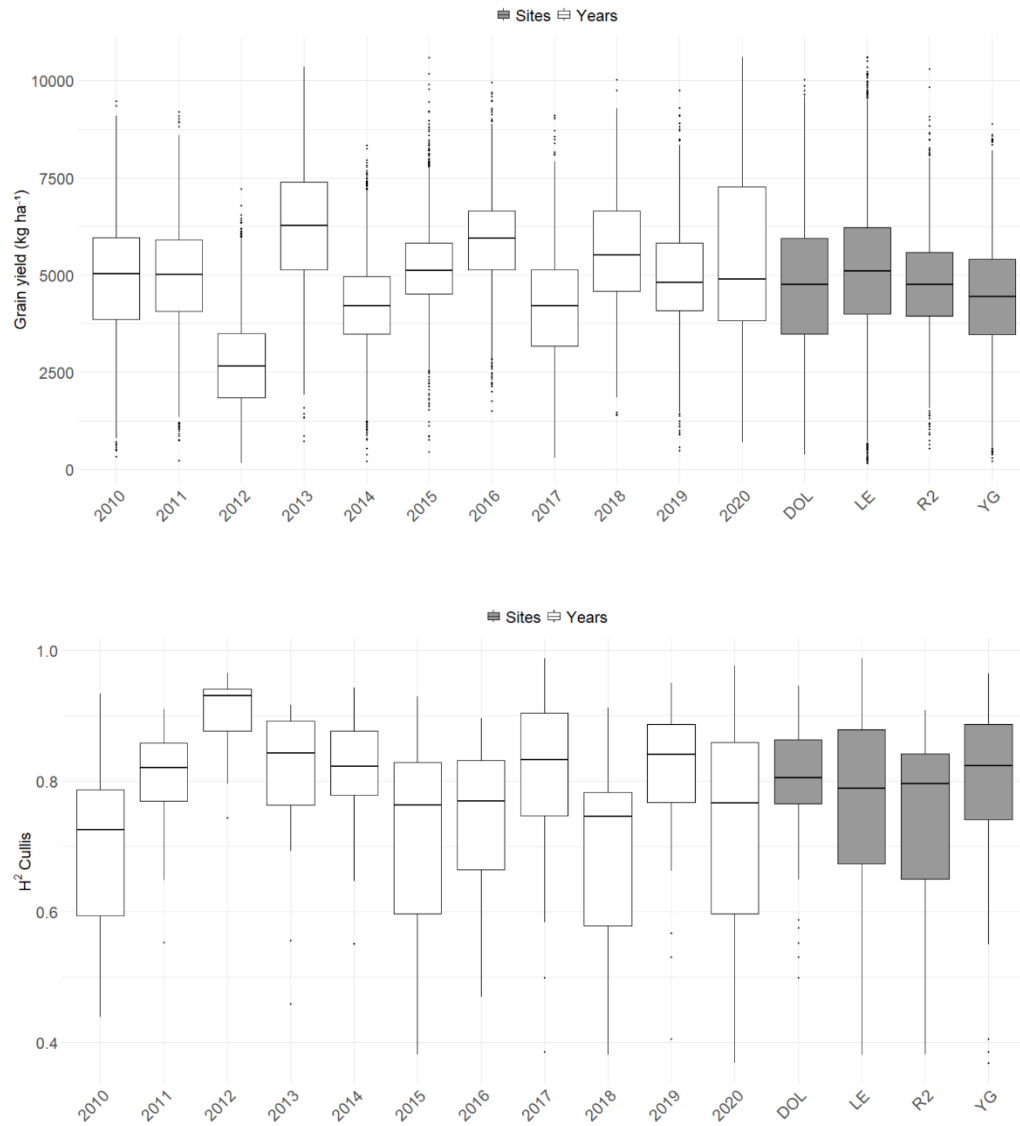 Sites Years
Grain yield (kg ha⁻¹)
10000
7500
5000
2500
0
2010 2011 2012 2013 2014 2015 2016 2017 2018 2019 2020 DOL LE R2 YG
Sites Years
H² Cullis
1.0
0.8
0.6
0.4
2010 2011 2012 2013 2014 2015 2016 2017 2018 2019 2020 DOL LE R2 YG